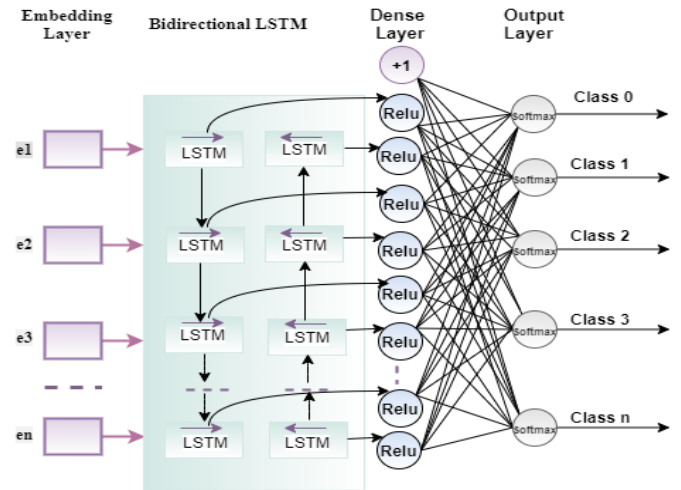 Embedding
Layer
Bidirectional LSTM
Dense
Layer
Output
Layer
+1
Relu
Softmax
Class 0
e1
LSTM
LSTM
Relu
Softmax
Class 1
Relu
e2
LSTM
LSTM
Relu
Softmax
Class 2
Relu
e3
LSTM
LSTM
Relu
Softmax
Class 3
Relu
en
LSTM
LSTM
Relu
Softmax
Class n